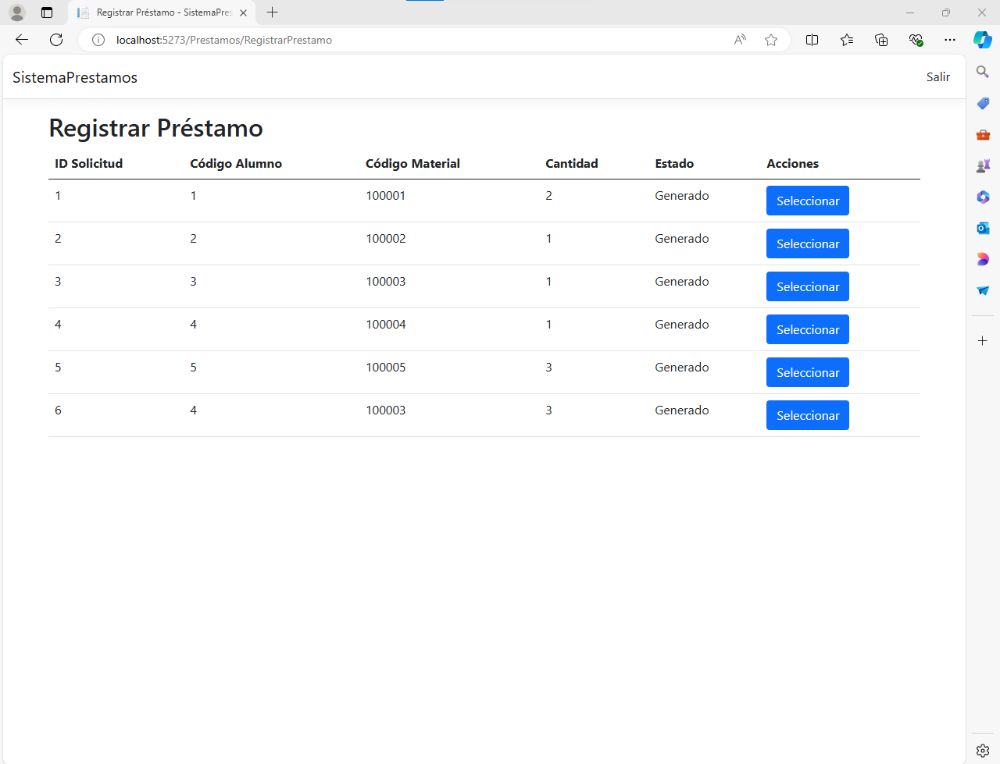 Registrar Préstamo - SistemaPres
localhost:5273/Prestamos/RegistrarPrestamo
SistemaPrestamos Salir
Registrar Préstamo
ID Solicitud Código Alumno Código Material Cantidad Estado Acciones
1 1 100001 2 Generado Seleccionar
2 2 100002 1 Generado Seleccionar
3 3 100003 1 Generado Seleccionar
4 4 100004 1 Generado Seleccionar
5 5 100005 3 Generado Seleccionar
6 4 100003 3 Generado Seleccionar